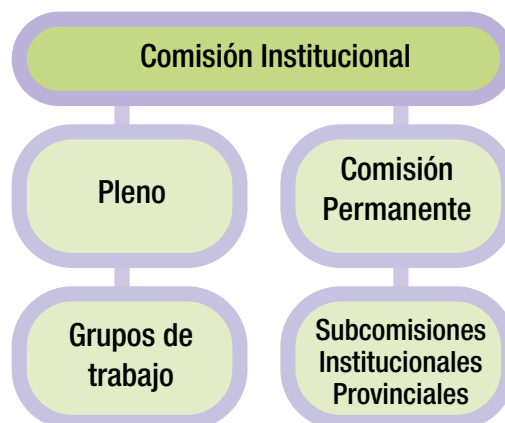 Comisión Institucional
Pleno
Comisión
Permanente
Grupos de
trabajo
Subcomisiones
Institucionales
Provinciales